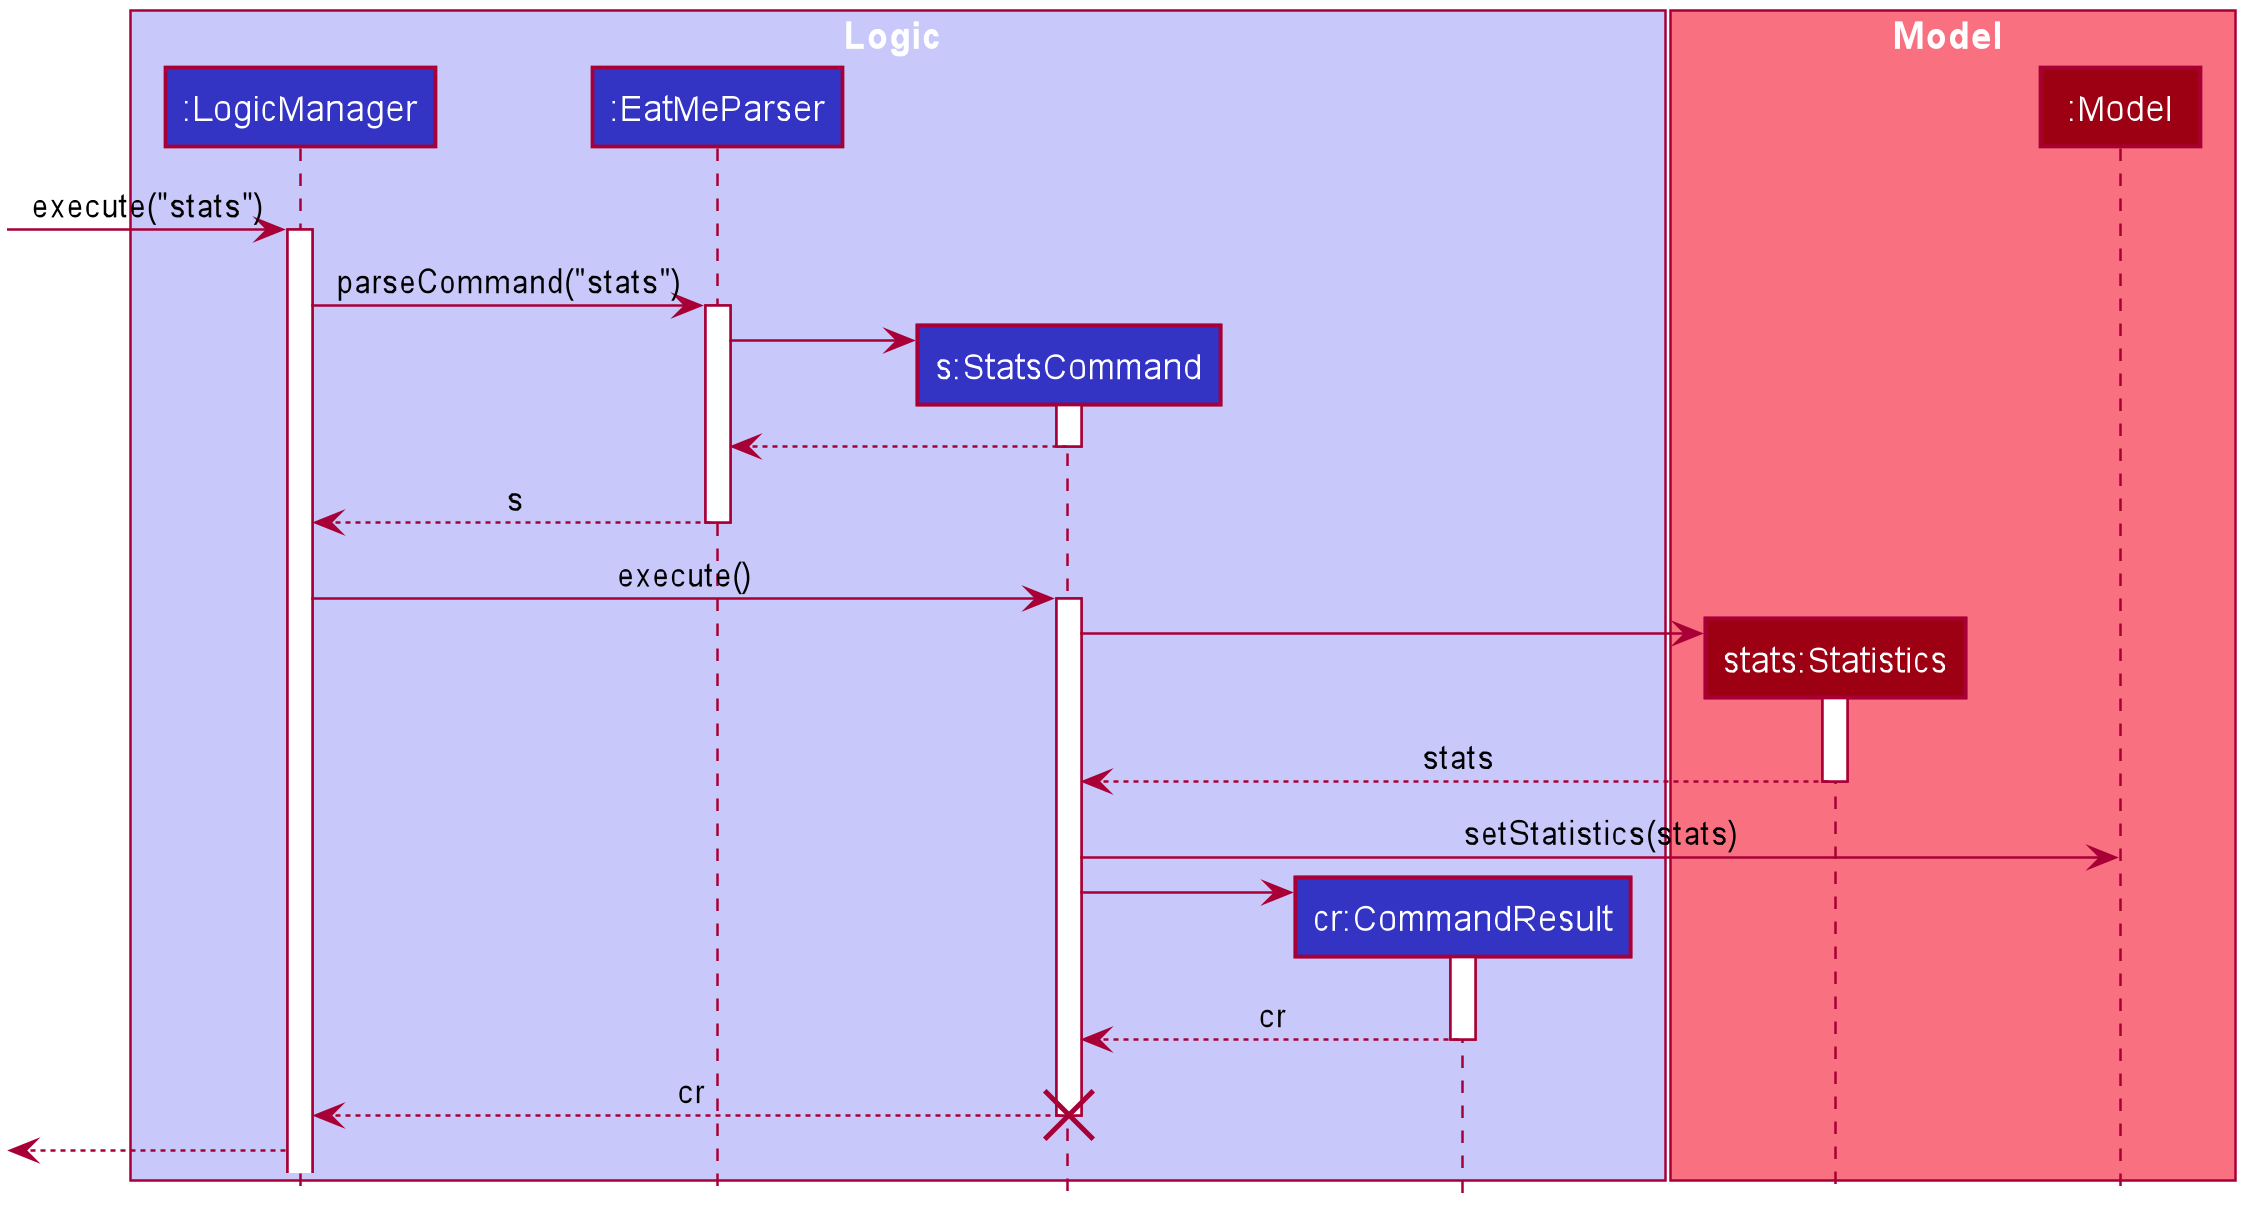 Logic
Model
:LogicManager
:EatMeParser
:Model
execute("stats")
parseCommand("stats")
s:StatsCommand
s
execute()
stats:Statistics
stats
setStatistics(stats)
cr:CommandResult
cr
cr